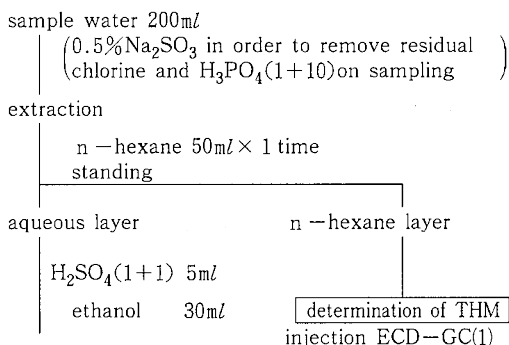 sample water 200ml
(0.5%Na₂SO₃ in order to remove residual
chlorine and H₃PO₄(1+10)on sampling)
extraction
n-hexane 50ml×1 time
standing
aqueous layer
n-hexane layer
H₂SO₄(1+1) 5ml
ethanol 30ml
determination of THM
injection ECD-GC(1)